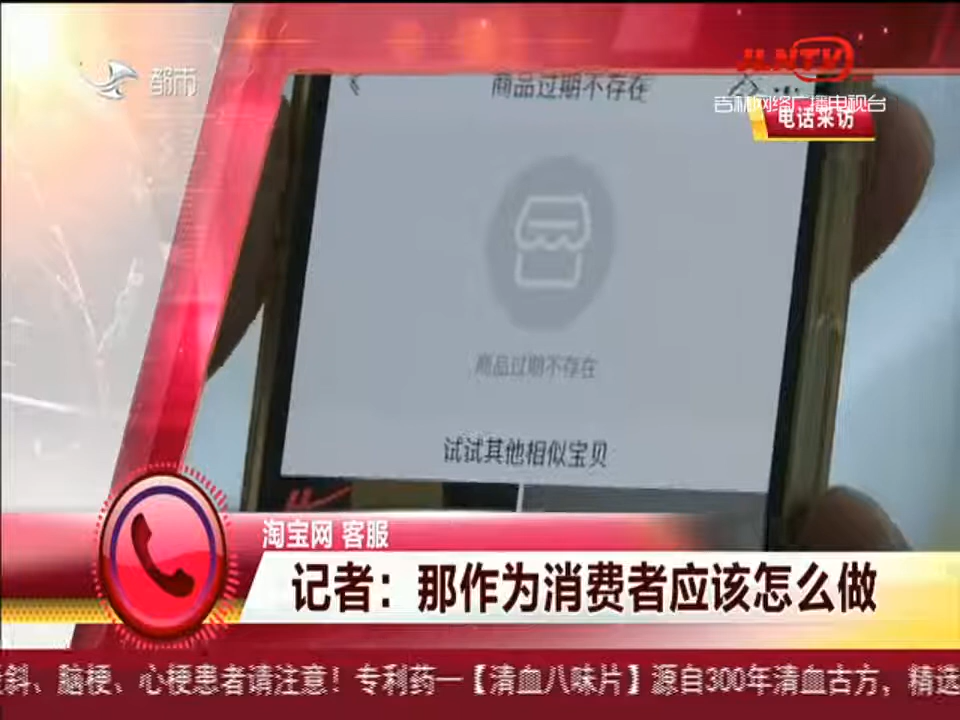 都市
JLNTV
吉林网络广播电视台
电话采访
商品过期不存在
商品过期不存在
试试其他相似宝贝
淘宝网 客服
记者：那作为消费者应该怎么做
斜、脑梗、心梗患者请注意！专利药—【清血八味片】源自300年清血古方，精选